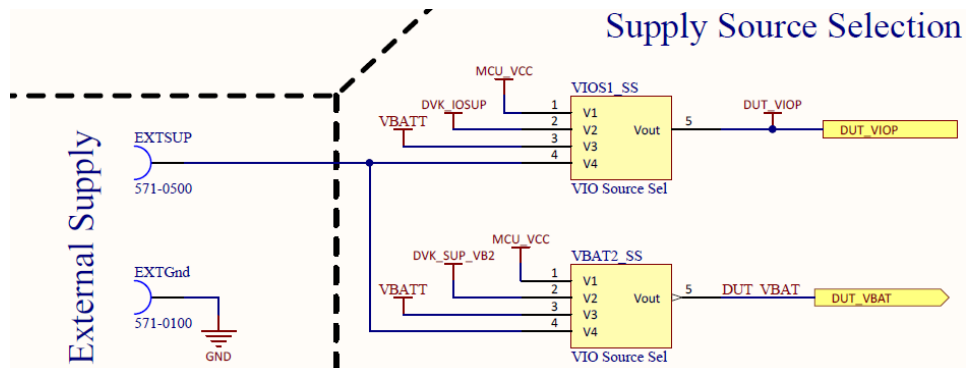 Supply Source Selection
External Supply
EXTSUP
571-0500
EXTGnd
571-0100
GND
MCU_VCC
DVK_IOSUP
VBATT
VIOS1_SS
1
2
3
4
V1
V2
V3
V4
Vout
5
VIO Source Sel
DUT_VIOP
DUT_VIOP
MCU_VCC
DVK_SUP_VB2
VBATT
VBAT2_SS
1
2
3
4
V1
V2
V3
V4
Vout
5
VIO Source Sel
DUT_VBAT
DUT_VBAT